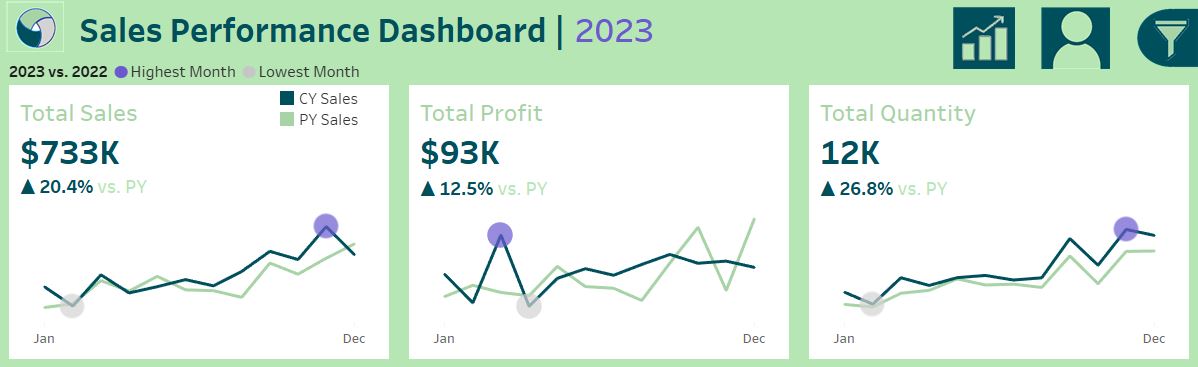 Sales Performance Dashboard | 2023
2023 vs. 2022 Highest Month Lowest Month
Total Sales
CY Sales
PY Sales
$733K
▲ 20.4% vs. PY
Jan Dec
Total Profit
$93K
▲ 12.5% vs. PY
Jan Dec
Total Quantity
12K
▲ 26.8% vs. PY
Jan Dec